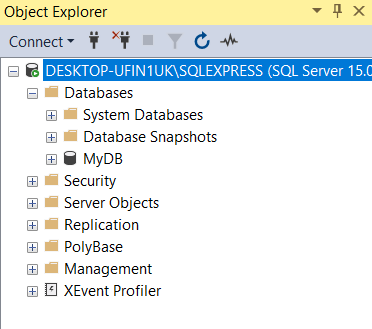 Object Explorer
Connect
DESKTOP-UFIN1UK\SQLEXPRESS (SQL Server 15.0
Databases
System Databases
Database Snapshots
MyDB
Security
Server Objects
Replication
PolyBase
Management
XEvent Profiler